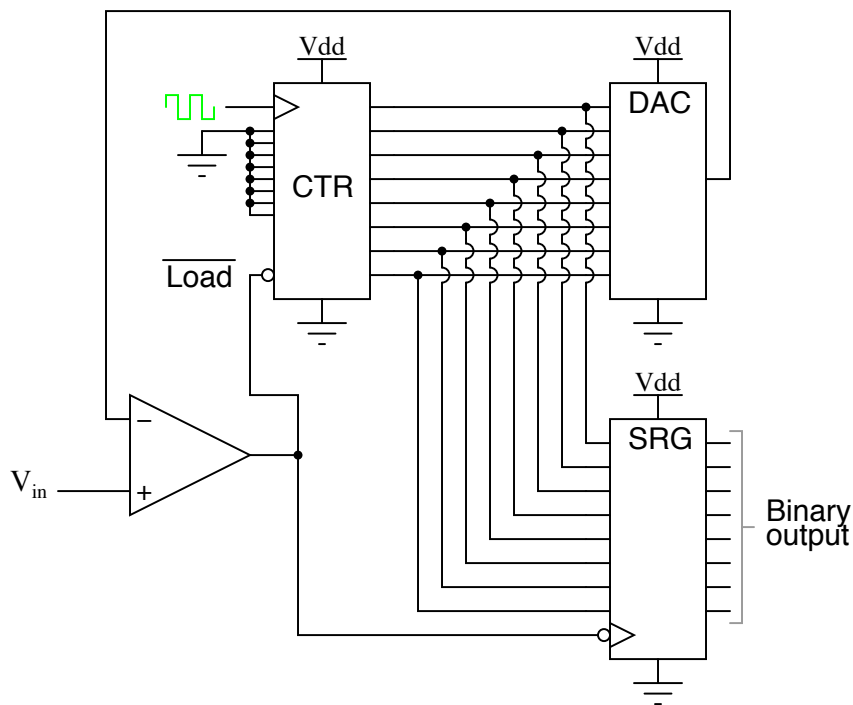 Vdd
Vdd
DAC
CTR
Load
Vdd
−
SRG
V_in
+
Binary
output